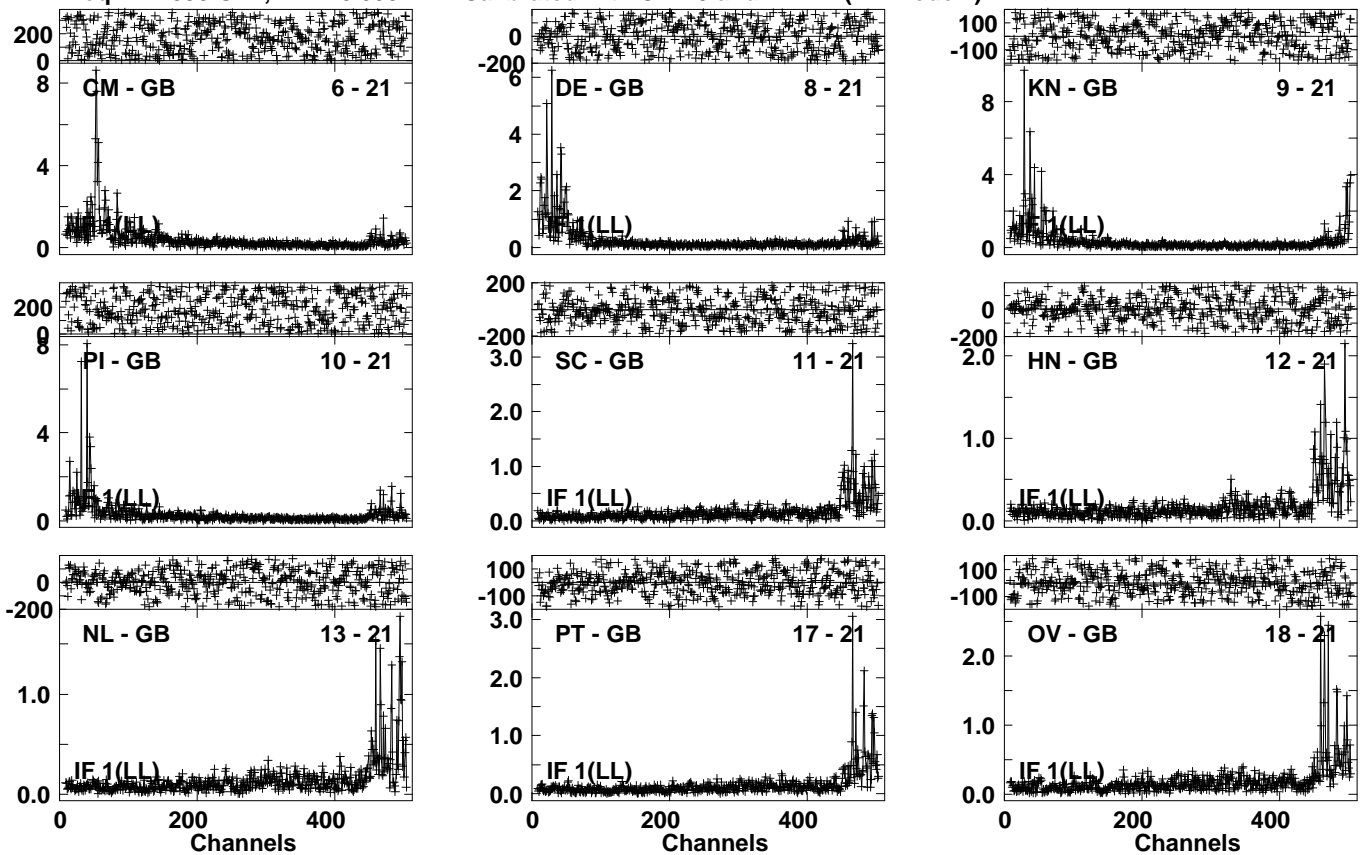 200
0
0
-200
100
-100
CM - GB 6 - 21
DE - GB 8 - 21
KN - GB 9 - 21
8
4
0
6
4
2
0
8
4
0
IF 1(LL)
IF 1(LL)
IF 1(LL)
200
0
200
0
-200
0
-200
PI - GB 10 - 21
SC - GB 11 - 21
HN - GB 12 - 21
8
4
0
3.0
2.0
1.0
0.0
2.0
1.0
0.0
IF 1(LL)
IF 1(LL)
IF 1(LL)
0
-200
100
-100
100
-100
NL - GB 13 - 21
PT - GB 17 - 21
OV - GB 18 - 21
1.0
0.0
3.0
2.0
1.0
0.0
2.0
1.0
0.0
IF 1(LL)
IF 1(LL)
IF 1(LL)
0 200 400
0 200 400
0 200 400
Channels
Channels
Channels